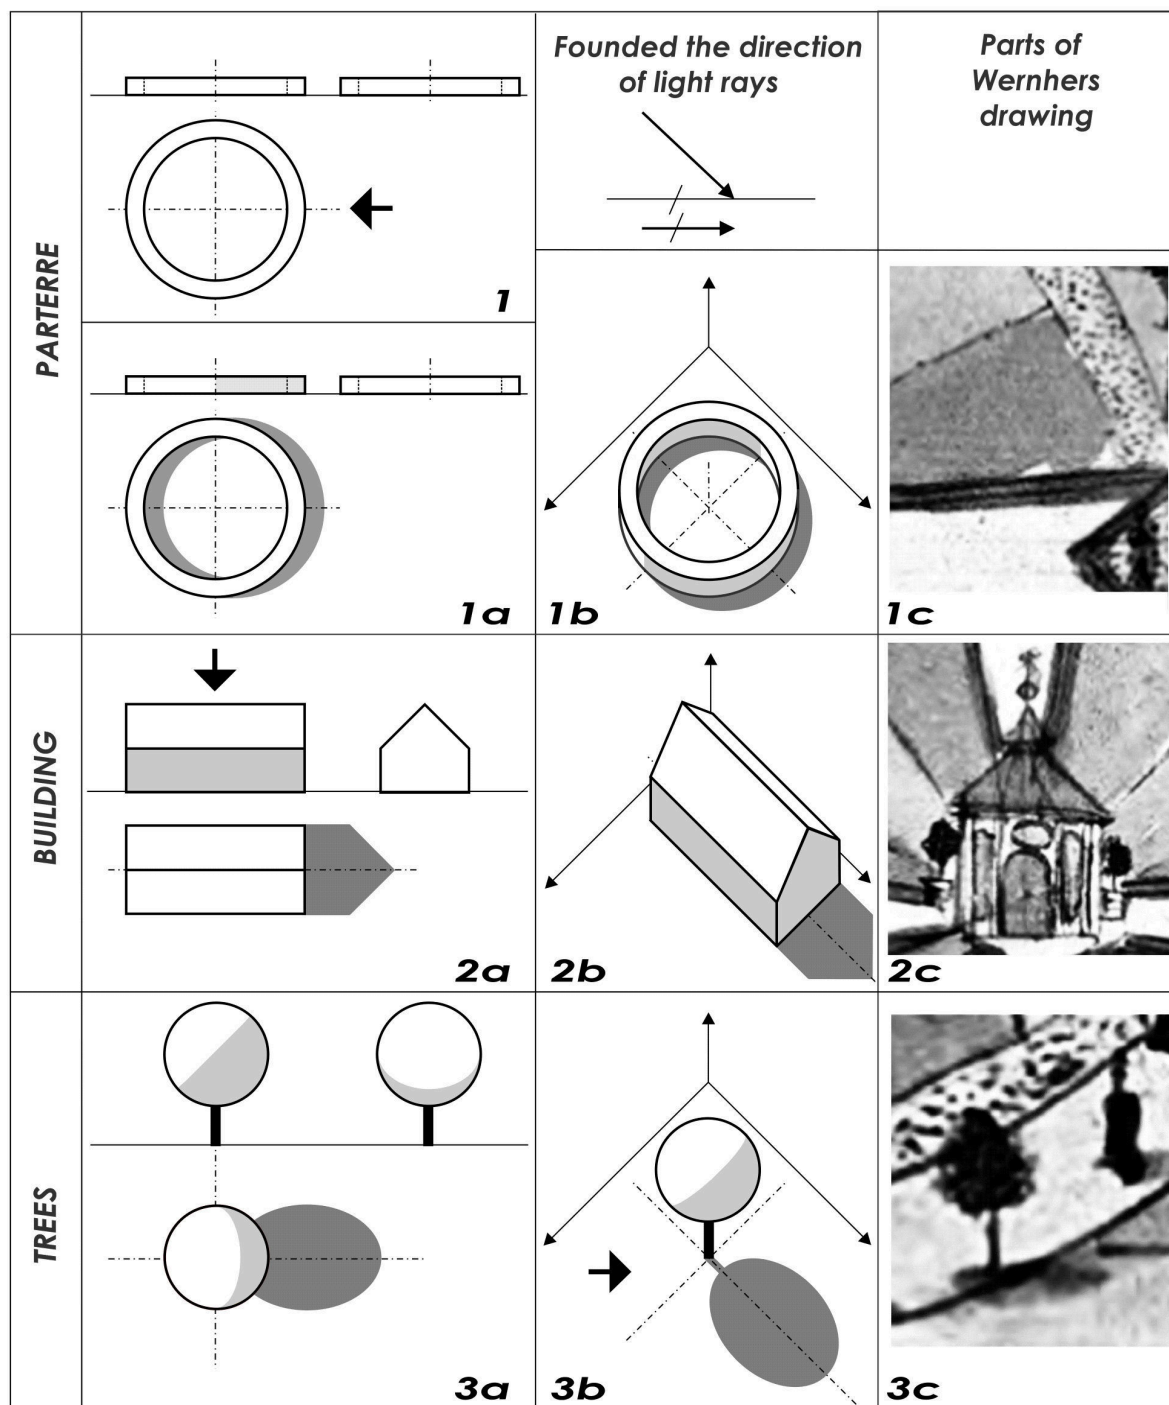 Founded the direction
of light rays
Parts of
Wernhers
drawing
PARTERRE
1
1a
1b
1c
BUILDING
2a
2b
2c
TREES
3a
3b
3c